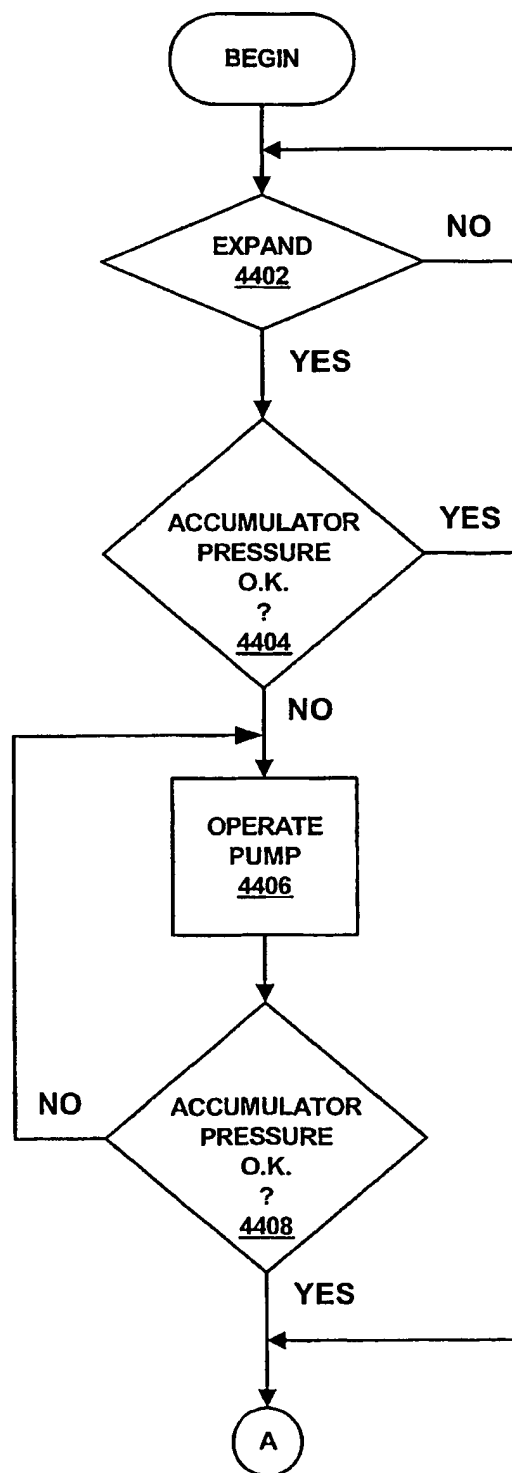 BEGIN
EXPAND
4402
NO
YES
ACCUMULATOR
PRESSURE
O.K.
?
4404
YES
NO
OPERATE
PUMP
4406
ACCUMULATOR
PRESSURE
O.K.
?
4408
NO
YES
A